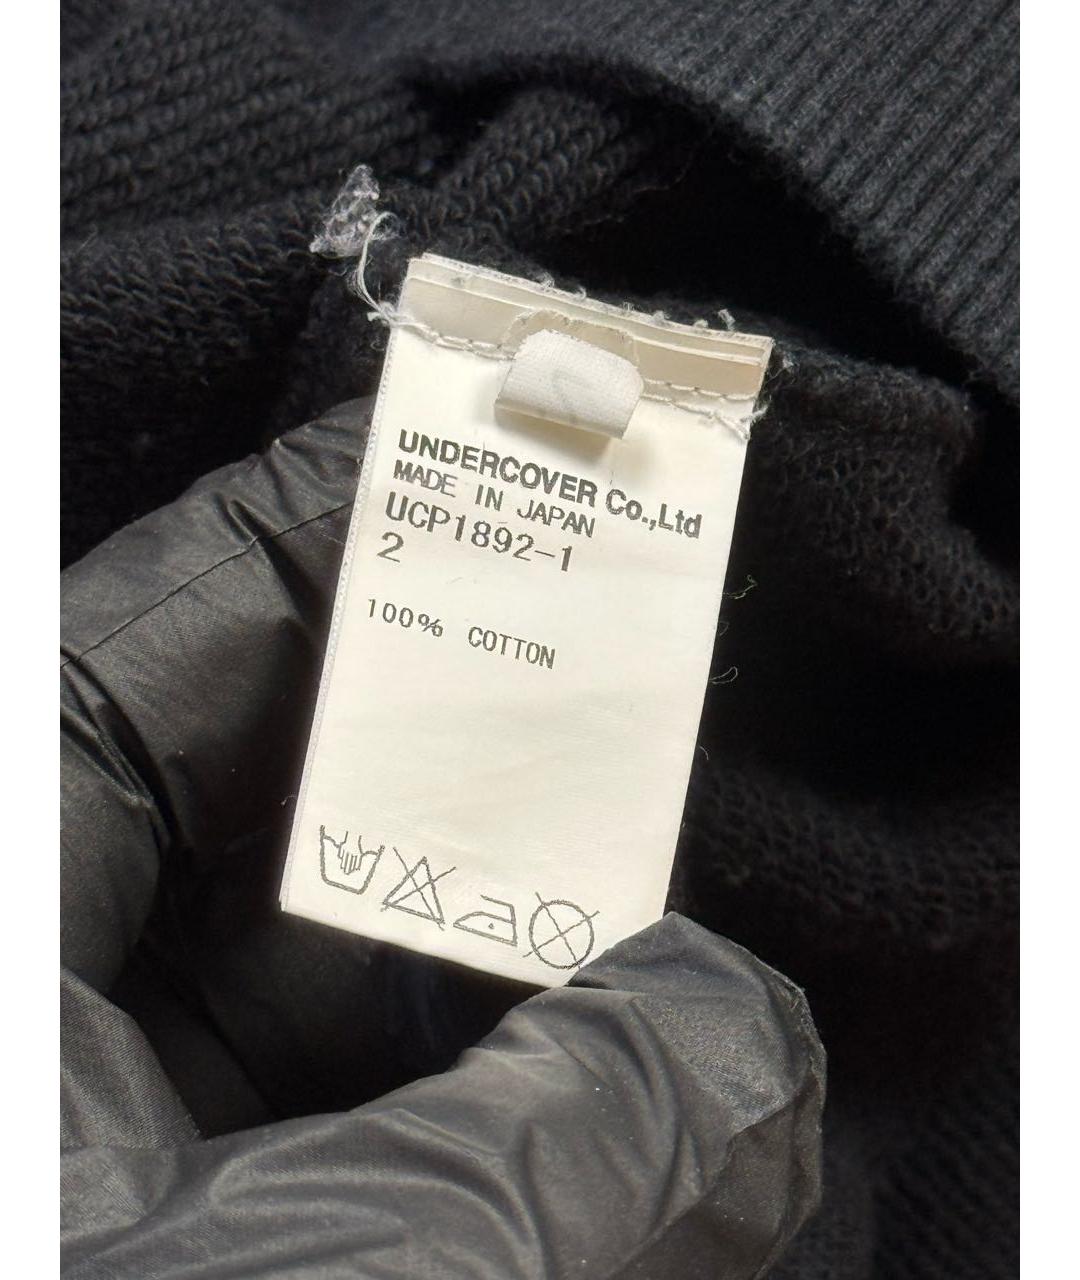 UNDERCOVER Co.,Ltd
MADE IN JAPAN
UCP1892-1
2
100% COTTON